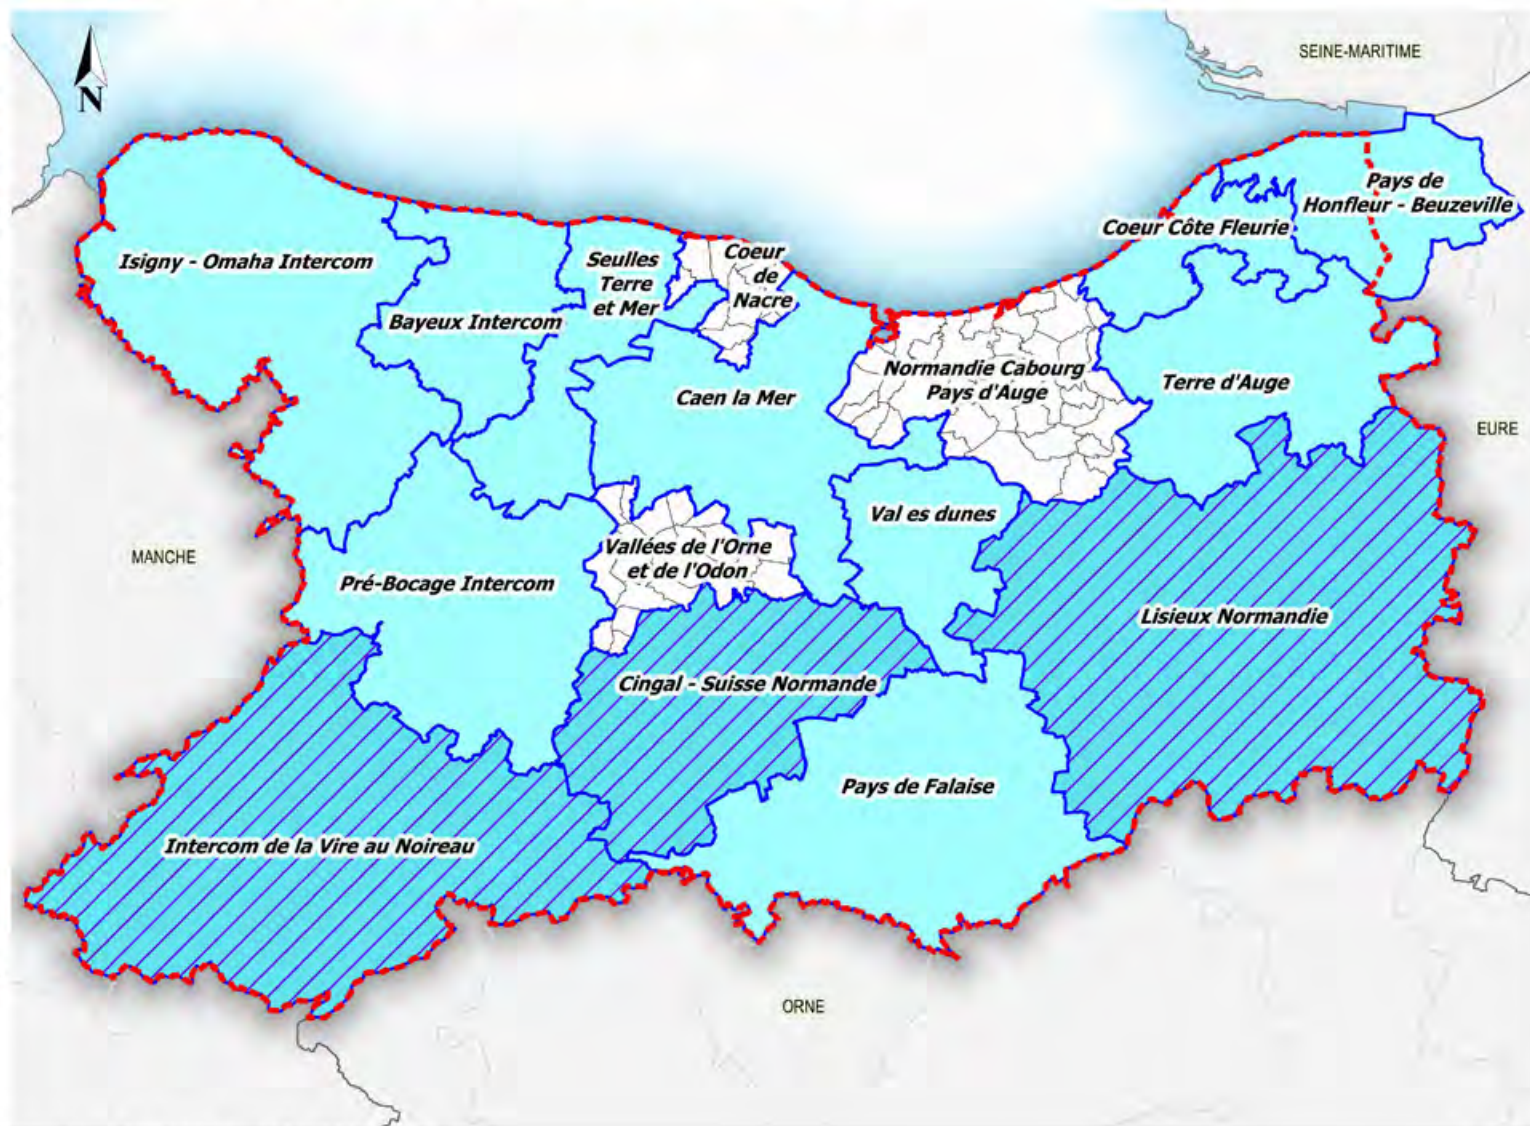 SEINE-MARITIME
N
Pays de
Honfleur - Beuzeville
Coeur Côte Fleurie
Isigny - Omaha Intercom
Seulles
Terre
et Mer
Coeur
de
Nacre
Bayeux Intercom
Normandie Cabourg
Pays d'Auge
Terre d'Auge
Caen la Mer
EURE
Val es dunes
MANCHE
Vallées de l'Orne
et de l'Odon
Pré-Bocage Intercom
Lisieux Normandie
Cingal - Suisse Normande
Pays de Falaise
Intercom de la Vire au Noireau
ORNE